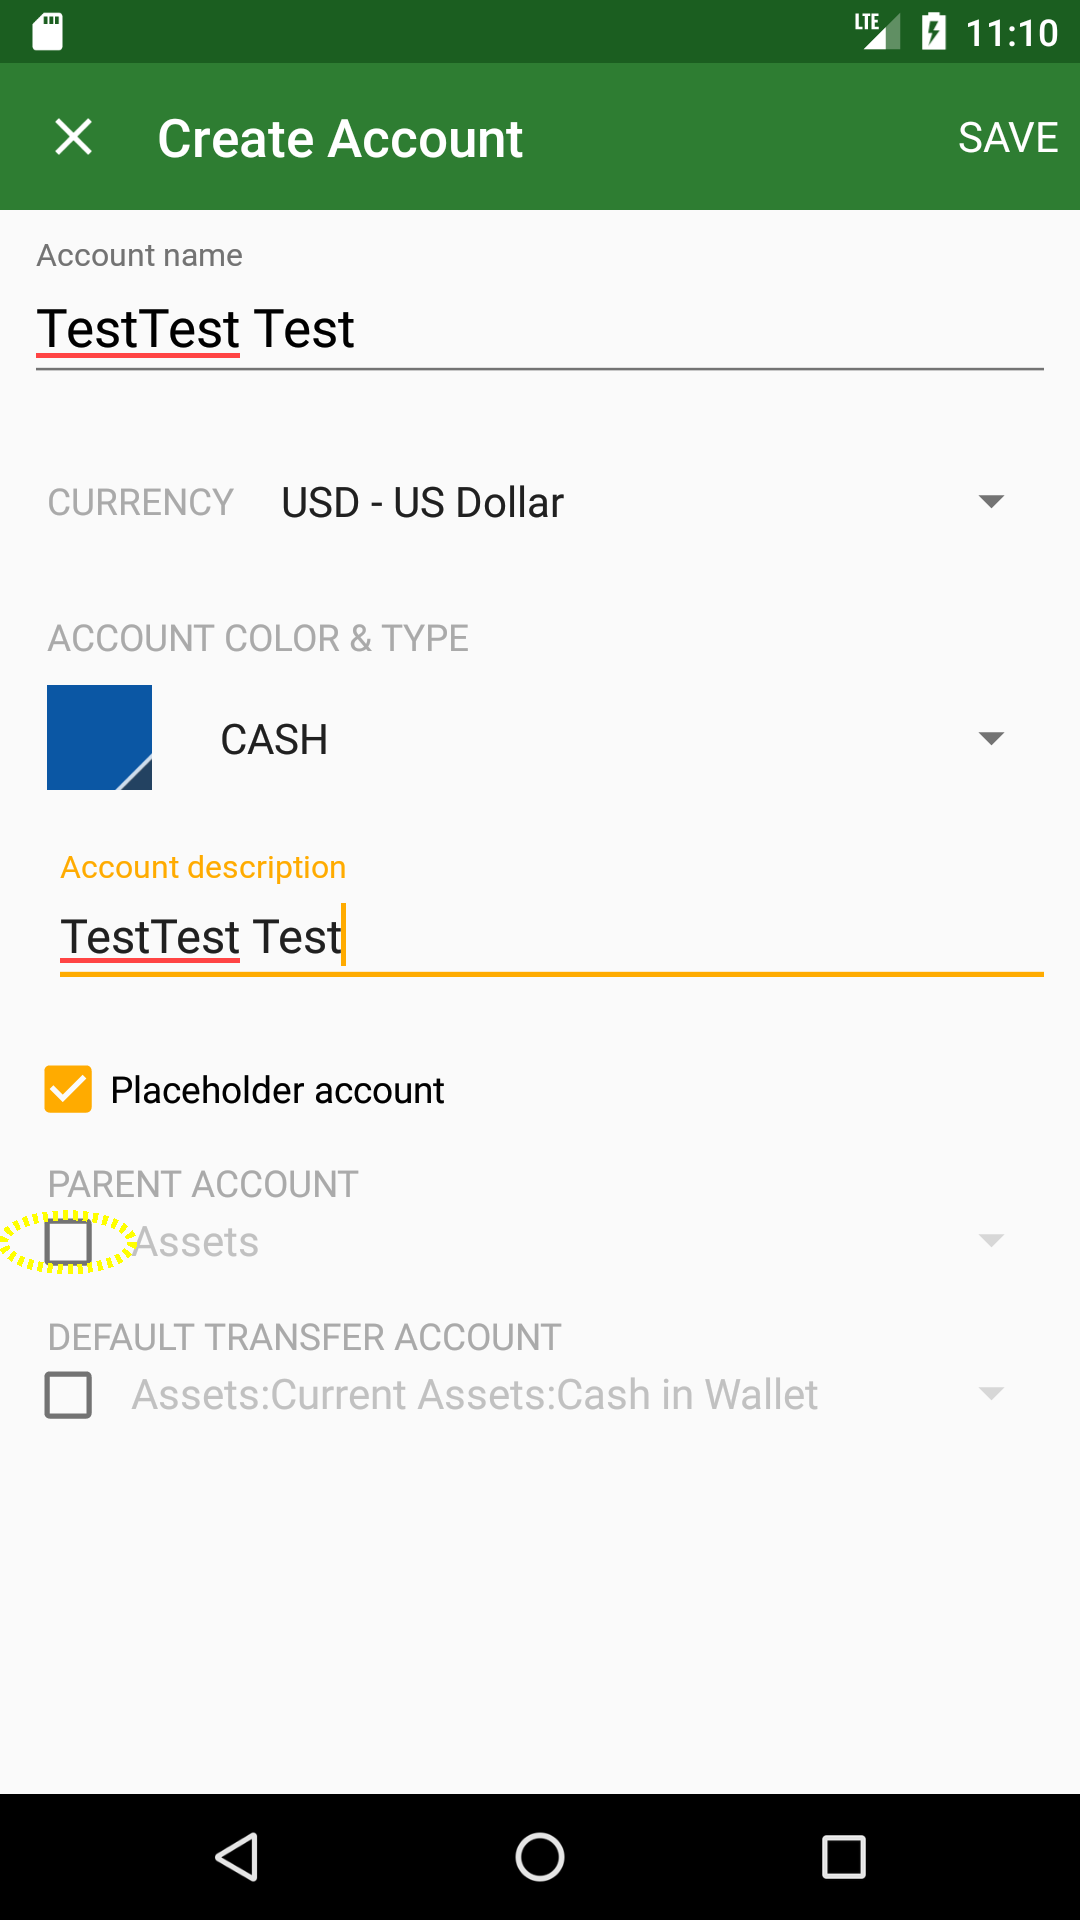 LTE 11:10
Create Account SAVE
Account name
TestTest Test
CURRENCY USD - US Dollar
ACCOUNT COLOR & TYPE
CASH
Account description
TestTest Test
Placeholder account
PARENT ACCOUNT
Assets
DEFAULT TRANSFER ACCOUNT
Assets:Current Assets:Cash in Wallet